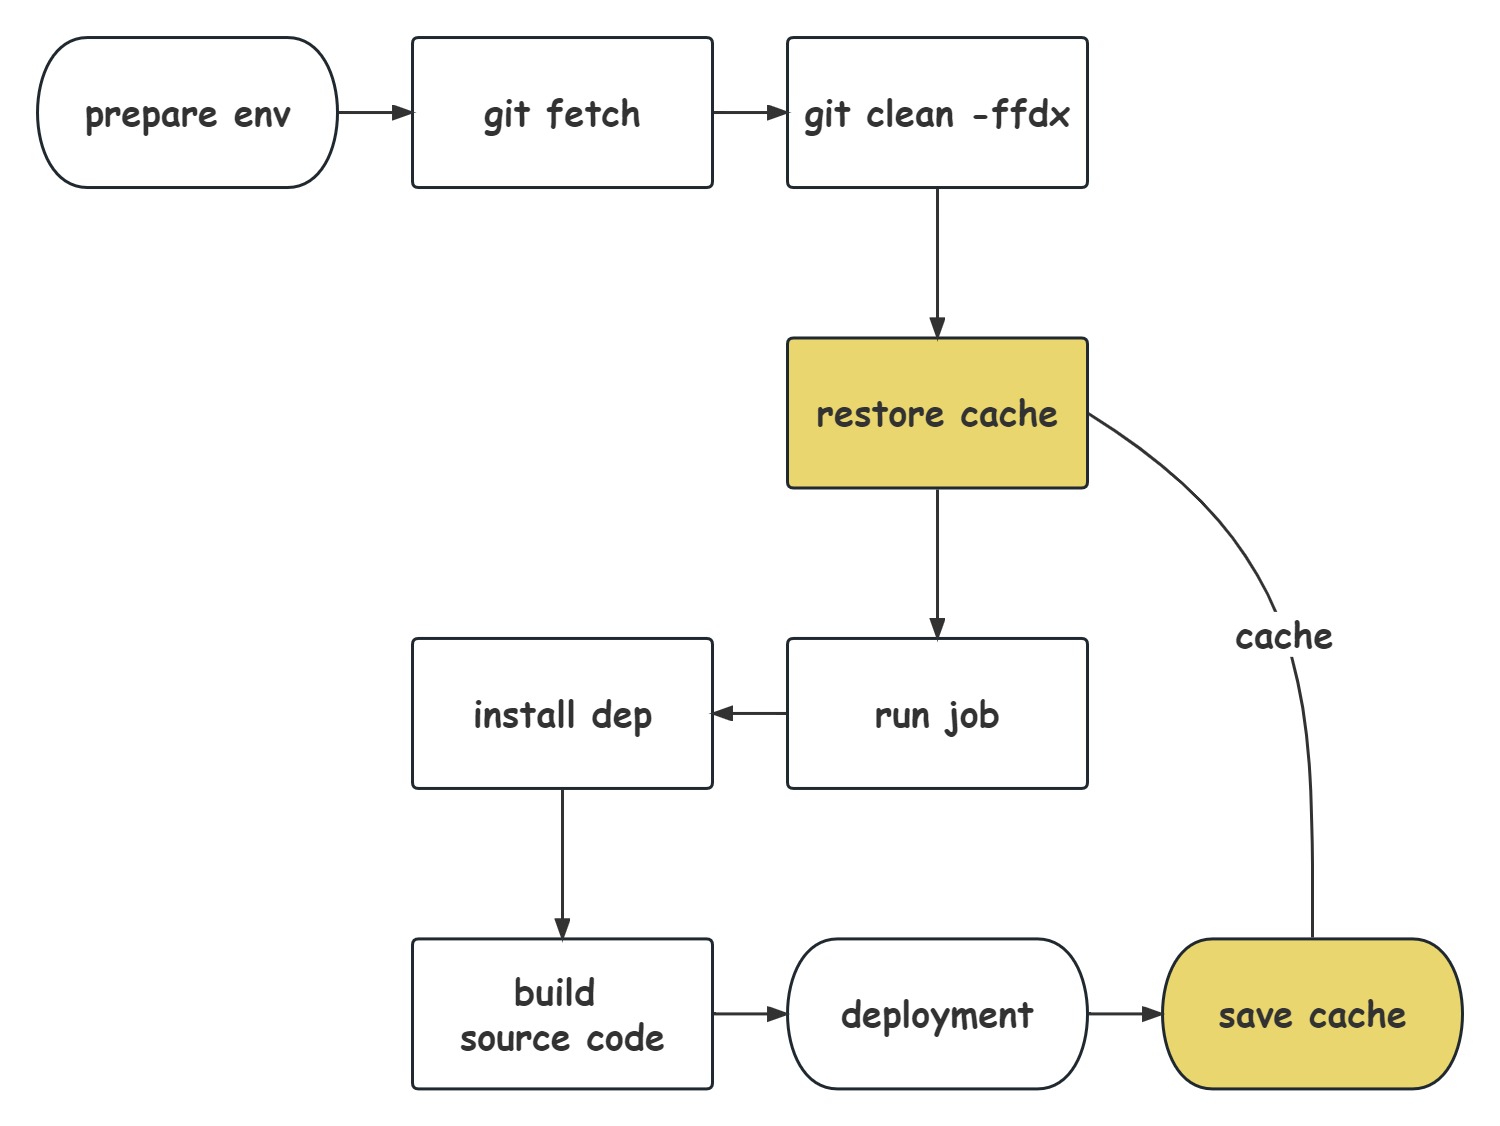 prepare env
git fetch
git clean -ffdx
restore cache
cache
install dep
run job
build
source code
deployment
save cache